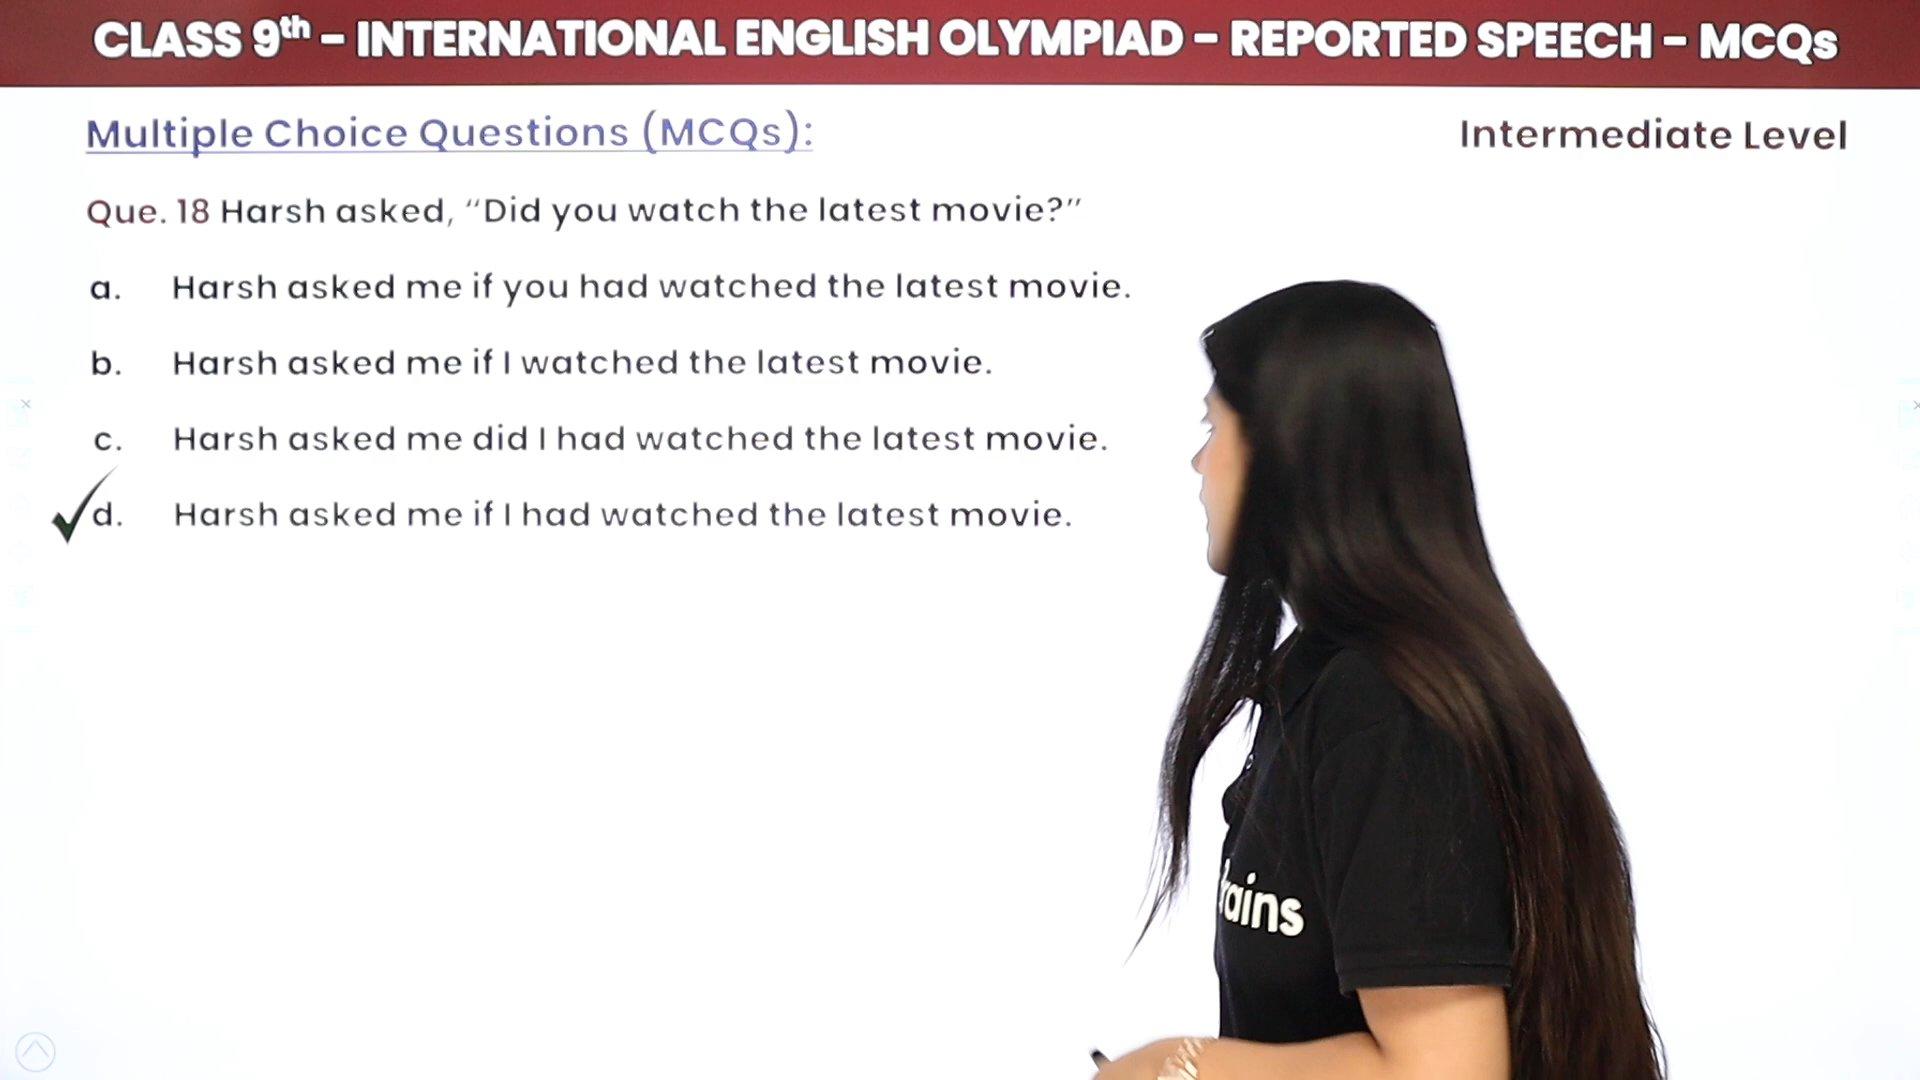 CLASS 9th – INTERNATIONAL ENGLISH OLYMPIAD – REPORTED SPEECH – MCQs
Multiple Choice Questions (MCQs):
Intermediate Level
Que. 18 Harsh asked, “Did you watch the latest movie?”
a. Harsh asked me if you had watched the latest movie.
b. Harsh asked me if I watched the latest movie.
c. Harsh asked me did I had watched the latest movie.
d. Harsh asked me if I had watched the latest movie.